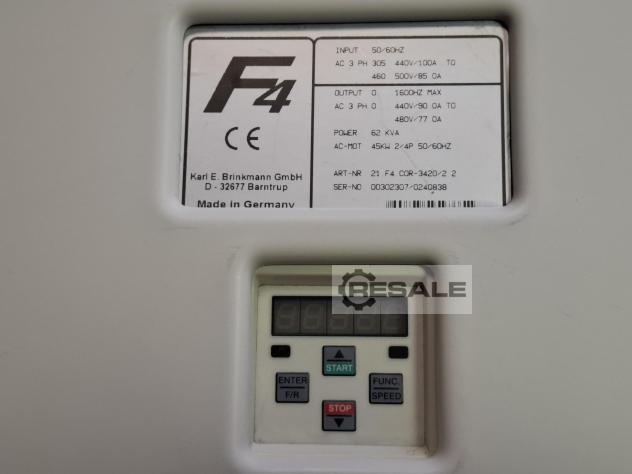 F4
CE
Karl E. Brinkmann GmbH
D - 32677 Barntrup
Made in Germany
INPUT 50/60HZ
AC 3 PH 305 440V/100A TO
460 500V/85.0A
OUTPUT 0 1600HZ MAX
AC 3 PH 0 440V/90.0A TO
480V/77.0A
POWER 62 KVA
AC-MOT 45KW 2/4P 50/60HZ
ART-NR 21 F4 C0R-3420/2 2
SER-NO 00302307/0240838
RESALE
START
ENTER
F/R
FUNC.
SPEED
STOP